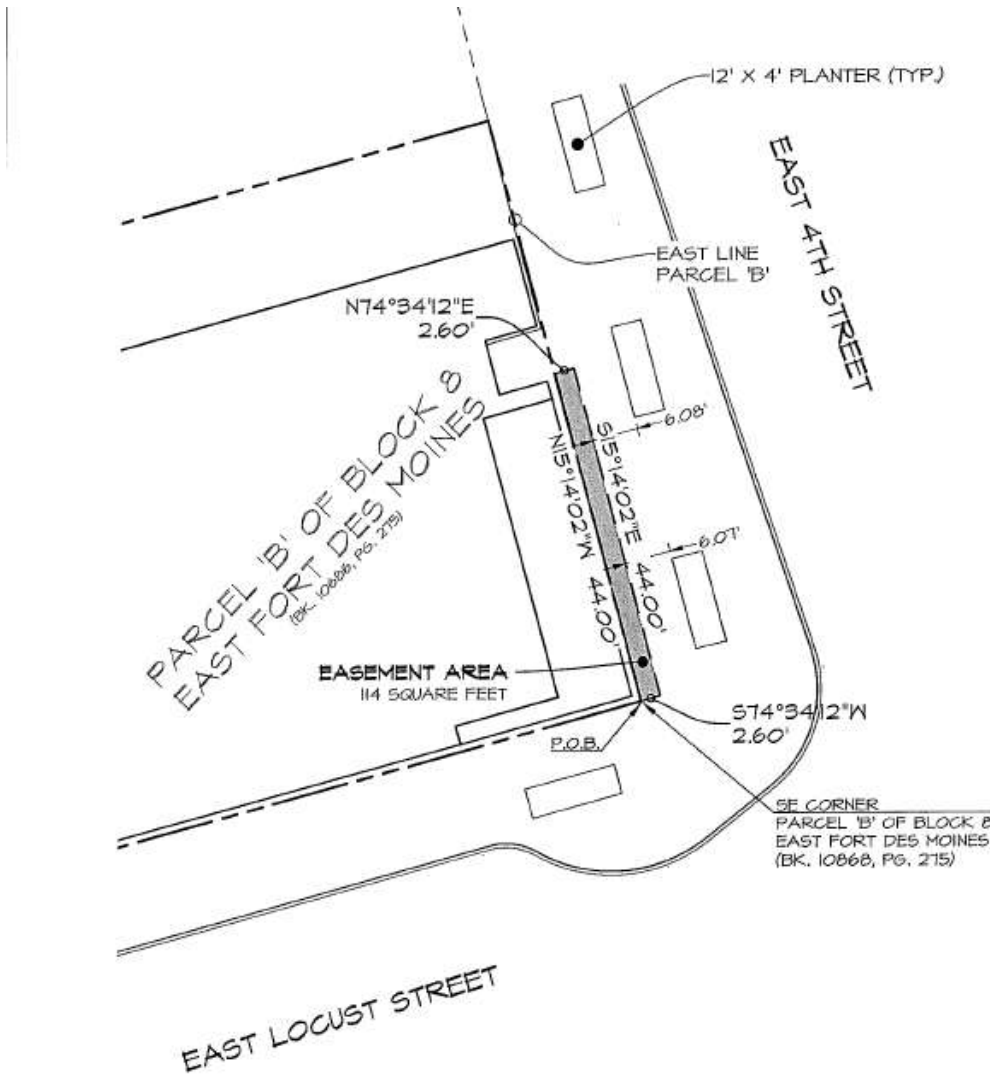 12' X 4' PLANTER (TYP.)
EAST 4TH STREET
EAST LINE
PARCEL 'B'
N74°34'12"E
2.60'
6.08'
PARCEL 'B' OF BLOCK 8
EAST FORT DES MOINES
(BK. 10868, PG. 275)
N15°14'02"W 44.00'
S15°14'02"E 44.00'
6.07'
EASEMENT AREA
114 SQUARE FEET
S74°34'12"W
2.60'
P.O.B.
SE CORNER
PARCEL 'B' OF BLOCK 8
EAST FORT DES MOINES
(BK. 10868, PG. 275)
EAST LOCUST STREET